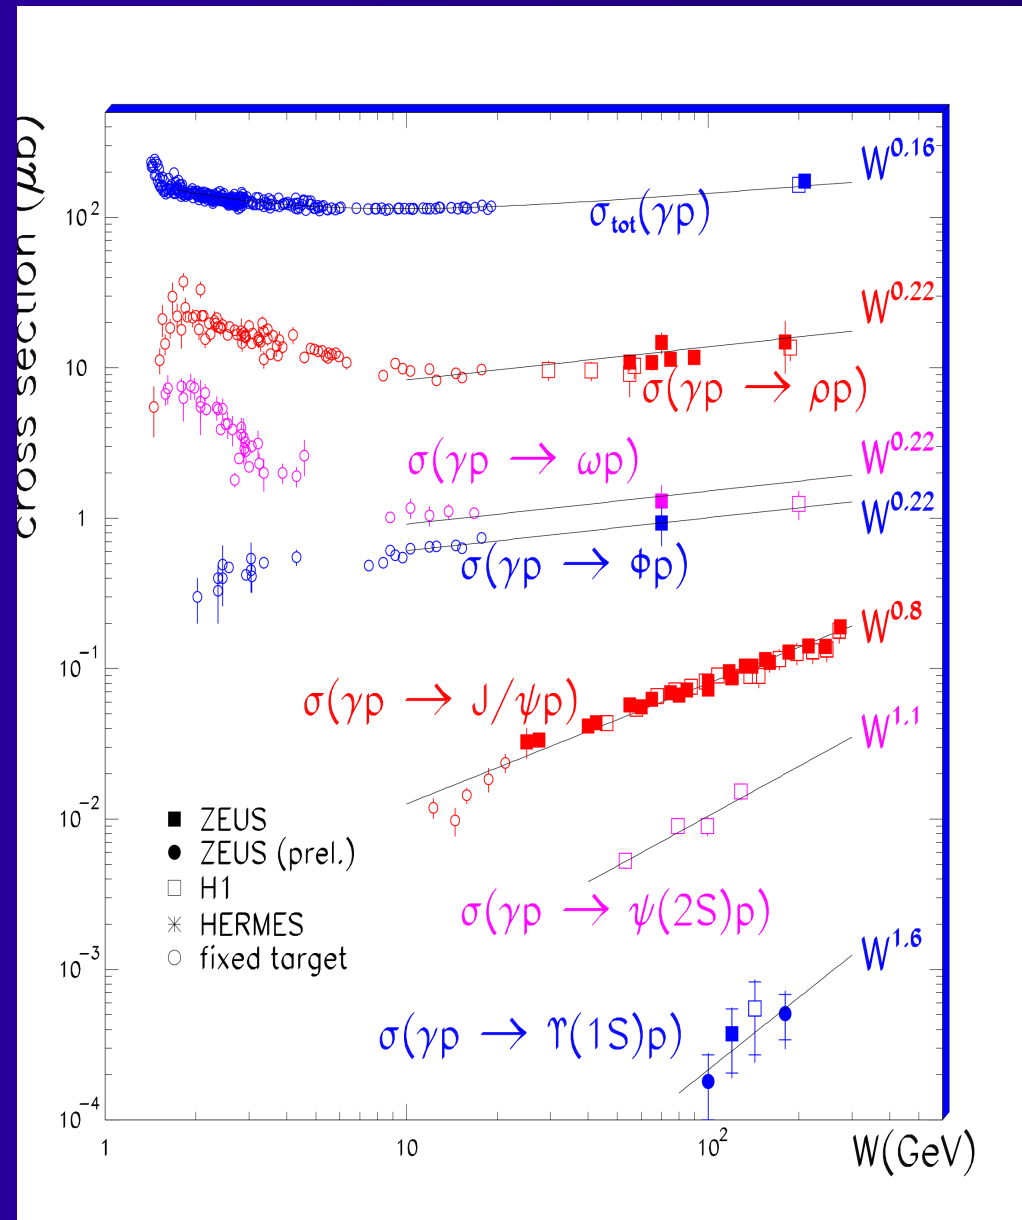 cross section (μb)
W^0.16
10^2
σ_tot(γp)
W^0.22
10
σ(γp → ρp)
σ(γp → ωp)
W^0.22
1
W^0.22
σ(γp → Φp)
W^0.8
10^-1
σ(γp → J/ψp)
W^1.1
10^-2
ZEUS
ZEUS (prel.)
H1
σ(γp → ψ(2S)p)
HERMES
W^1.6
fixed target
10^-3
σ(γp → ϒ(1S)p)
10^-4
1 10 10^2
W(GeV)